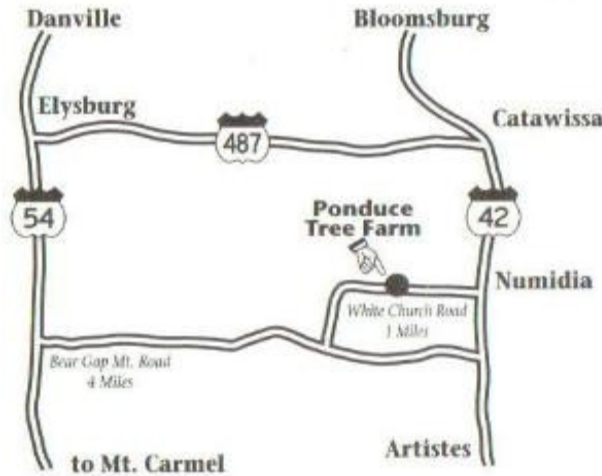 Danville
Bloomsburg
Elysburg
Catawissa
487
54
42
Ponduce
Tree Farm
Numidia
White Church Road
1 Miles
Bear Gap Mt. Road
4 Miles
Artistes
to Mt. Carmel